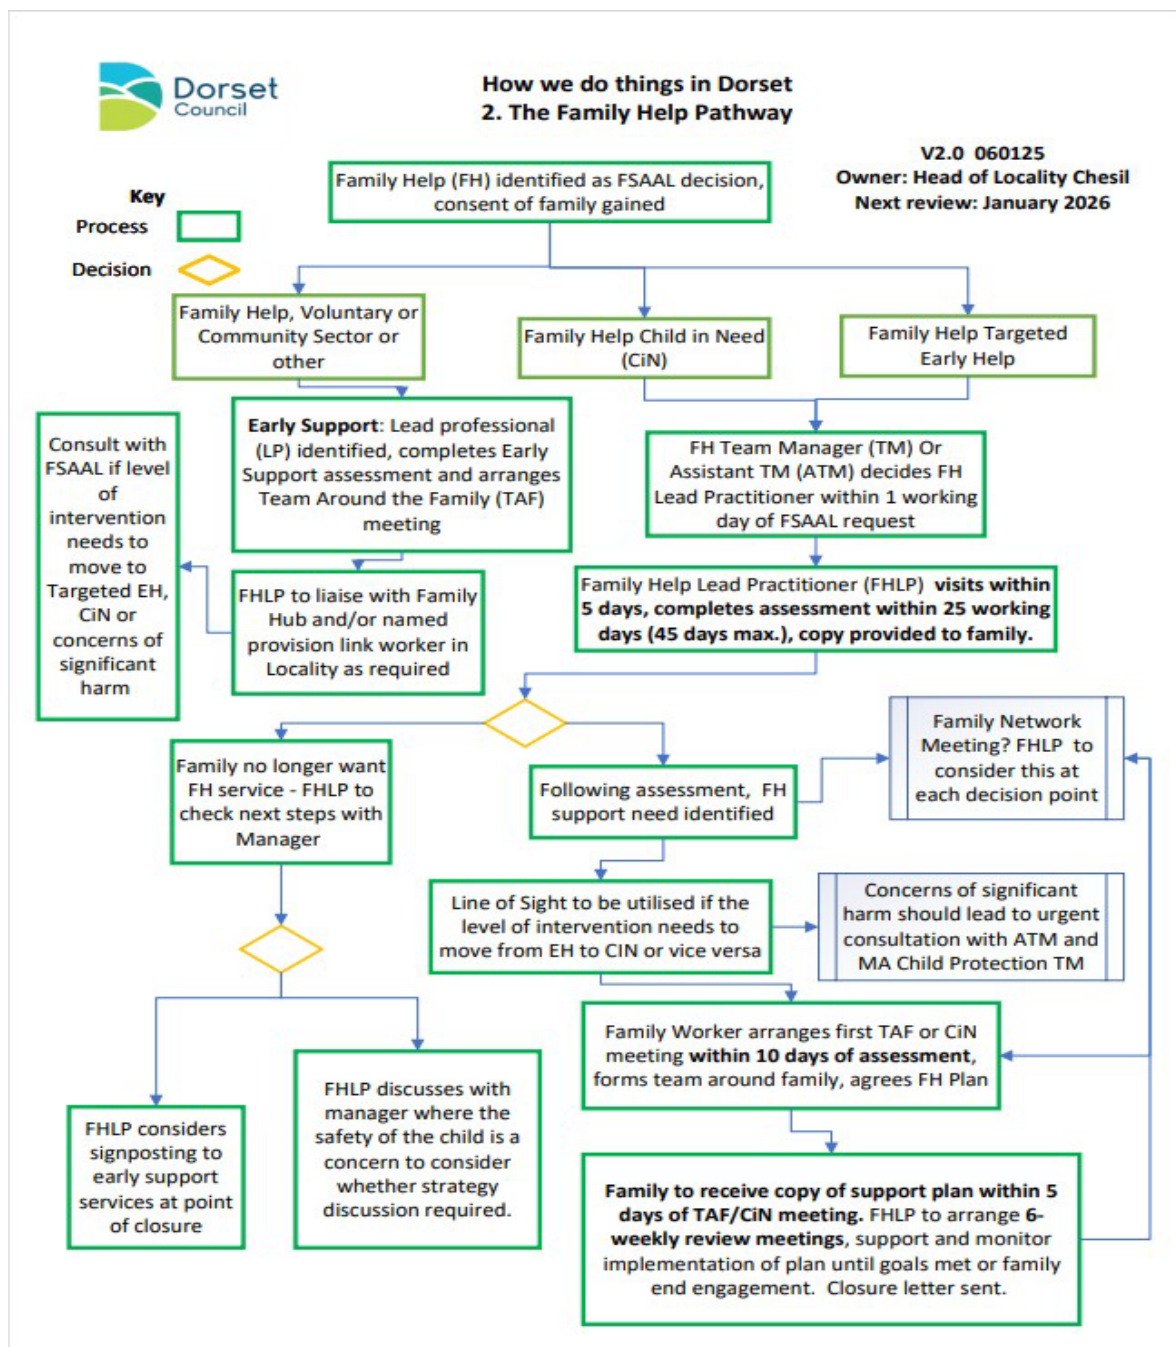 Dorset
Council
How we do things in Dorset
2. The Family Help Pathway
V2.0 060125
Owner: Head of Locality Chesil
Next review: January 2026
Key
Process
Decision
Family Help (FH) identified as FSAAL decision,
consent of family gained
Family Help, Voluntary or
Community Sector or
other
Family Help Child in Need
(CiN)
Family Help Targeted
Early Help
Consult with
FSAAL if level
of
intervention
needs to
move to
Targeted EH,
CiN or
concerns of
significant
harm
Early Support: Lead professional
(LP) identified, completes Early
Support assessment and arranges
Team Around the Family (TAF)
meeting
FH Team Manager (TM) Or
Assistant TM (ATM) decides FH
Lead Practitioner within 1 working
day of FSAAL request
FHLP to liaise with Family
Hub and/or named
provision link worker in
Locality as required
Family Help Lead Practitioner (FHLP) visits within
5 days, completes assessment within 25 working
days (45 days max.), copy provided to family.
Family no longer want
FH service - FHLP to
check next steps with
Manager
Following assessment, FH
support need identified
Family Network
Meeting? FHLP to
consider this at
each decision point
Line of Sight to be utilised if the
level of intervention needs to
move from EH to CIN or vice versa
Concerns of significant
harm should lead to urgent
consultation with ATM and
MA Child Protection TM
Family Worker arranges first TAF or CiN
meeting within 10 days of assessment,
forms team around family, agrees FH Plan
FHLP considers
signposting to
early support
services at point
of closure
FHLP discusses with
manager where the
safety of the child is a
concern to consider
whether strategy
discussion required.
Family to receive copy of support plan within 5
days of TAF/CiN meeting. FHLP to arrange 6-
weekly review meetings, support and monitor
implementation of plan until goals met or family
end engagement. Closure letter sent.